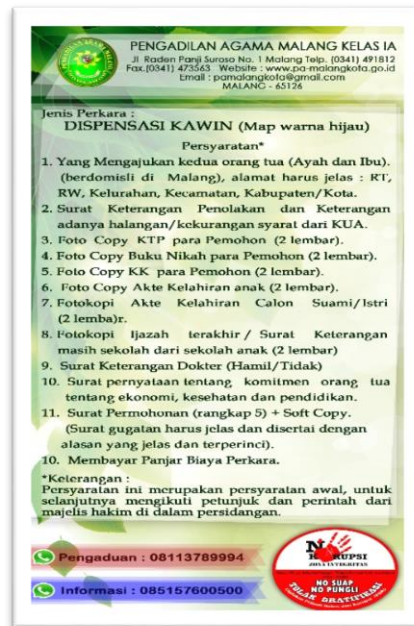 PENGADILAN AGAMA MALANG KELAS IA
Jl. Raden Panji Suroso No. 1 Malang Telp. (0341) 491812
Fax.(0341) 473563 Website : www.pa-malangkota.go.id
Email : pamalangkota@gmail.com
MALANG - 65126
Jenis Perkara :
DISPENSASI KAWIN (Map warna hijau)
Persyaratan*
1. Yang Mengajukan kedua orang tua (Ayah dan Ibu).
(berdomisli di Malang), alamat harus jelas : RT,
RW, Kelurahan, Kecamatan, Kabupaten/Kota.
2. Surat Keterangan Penolakan dan Keterangan
adanya halangan/kekurangan syarat dari KUA.
3. Foto Copy KTP para Pemohon (2 lembar).
4. Foto Copy Buku Nikah para Pemohon (2 lembar).
5. Foto Copy KK para Pemohon (2 lembar).
6. Foto Copy Akte Kelahiran anak (2 lembar).
7. Fotokopi Akte Kelahiran Calon Suami/Istri
(2 lemba)r.
8. Fotokopi Ijazah terakhir / Surat Keterangan
masih sekolah dari sekolah anak (2 lembar)
9. Surat Keterangan Dokter (Hamil/Tidak)
10. Surat pernyataan tentang komitmen orang tua
tentang ekonomi, kesehatan dan pendidikan.
11. Surat Permohonan (rangkap 5) + Soft Copy.
(Surat gugatan harus jelas dan disertai dengan
alasan yang jelas dan terperinci).
10. Membayar Panjar Biaya Perkara.
*Keterangan :
Persyaratan ini merupakan persyaratan awal, untuk
selanjutnya mengikuti petunjuk dan perintah dari
majelis hakim di dalam persidangan.
Pengaduan : 08113789994
Informasi : 085157600500
ZONA INTEGRITAS
NO SUAP
NO PUNGLI
TOLAK GRATIFIKASI